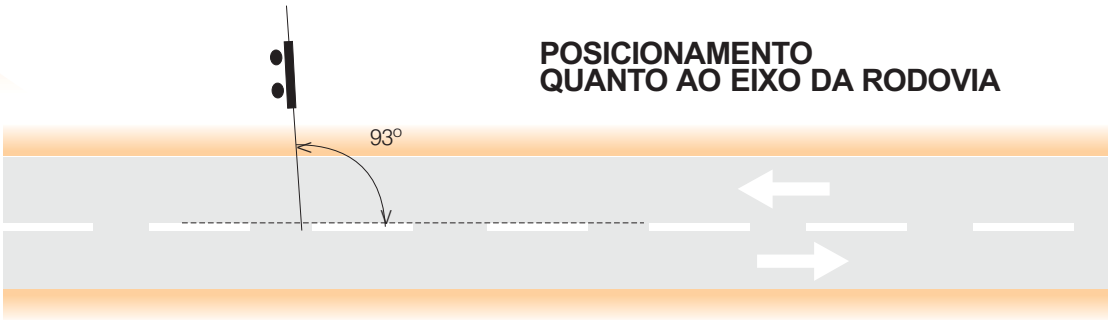 POSICIONAMENTO
QUANTO AO EIXO DA RODOVIA
93º